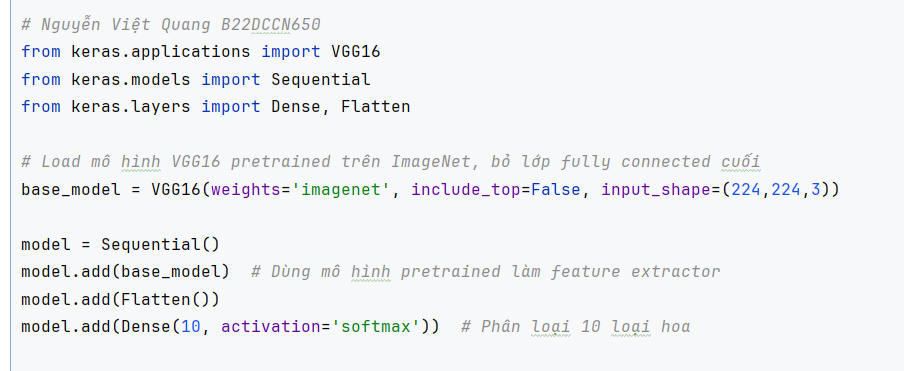 # Nguyễn Việt Quang B22DCCN650
from keras.applications import VGG16
from keras.models import Sequential
from keras.layers import Dense, Flatten
# Load mô hình VGG16 pretrained trên ImageNet, bỏ lớp fully connected cuối
base_model = VGG16(weights='imagenet', include_top=False, input_shape=(224,224,3))
model = Sequential()
model.add(base_model)  # Dùng mô hình pretrained làm feature extractor
model.add(Flatten())
model.add(Dense(10, activation='softmax'))  # Phân loại 10 loại hoa